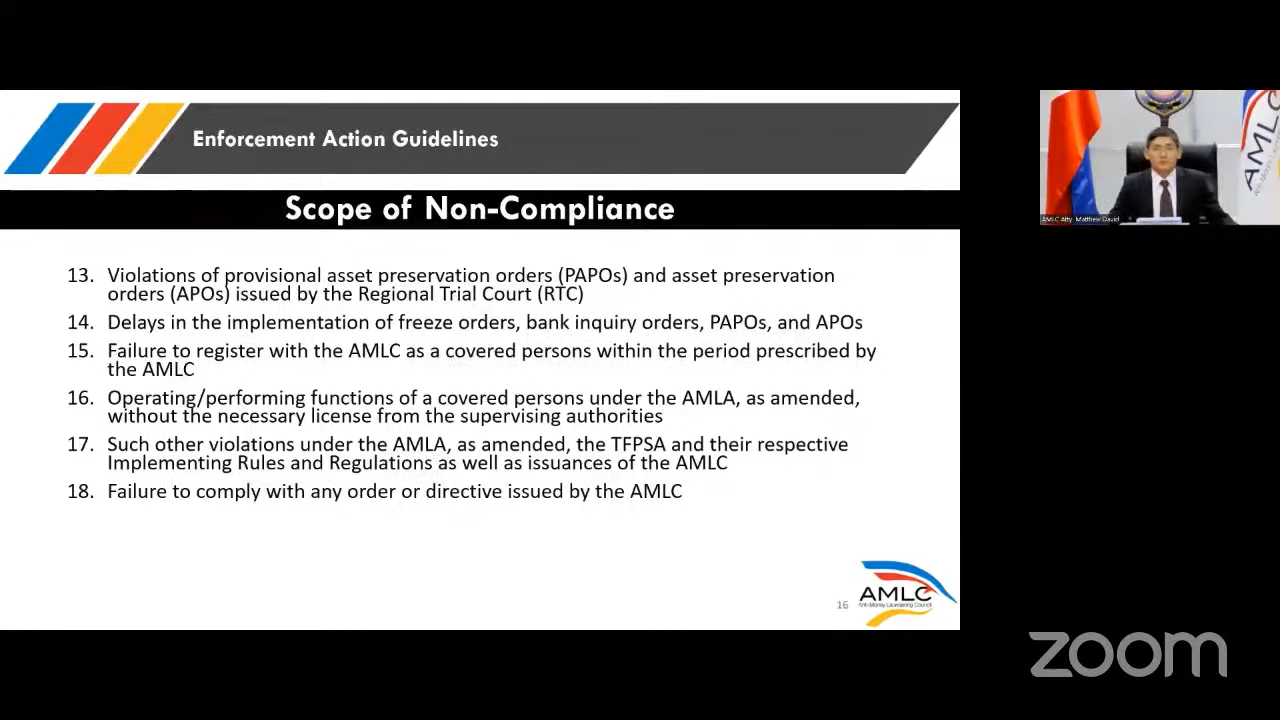 Enforcement Action Guidelines
Scope of Non-Compliance
13. Violations of provisional asset preservation orders (PAPOs) and asset preservation
orders (APOs) issued by the Regional Trial Court (RTC)
14. Delays in the implementation of freeze orders, bank inquiry orders, PAPOs, and APOs
15. Failure to register with the AMLC as a covered persons within the period prescribed by
the AMLC
16. Operating/performing functions of a covered persons under the AMLA, as amended,
without the necessary license from the supervising authorities
17. Such other violations under the AMLA, as amended, the TFPSA and their respective
Implementing Rules and Regulations as well as issuances of the AMLC
18. Failure to comply with any order or directive issued by the AMLC
16
AMLC
Anti-Money Laundering Council
AMLC Atty. Matthew David
AMLC
zoom